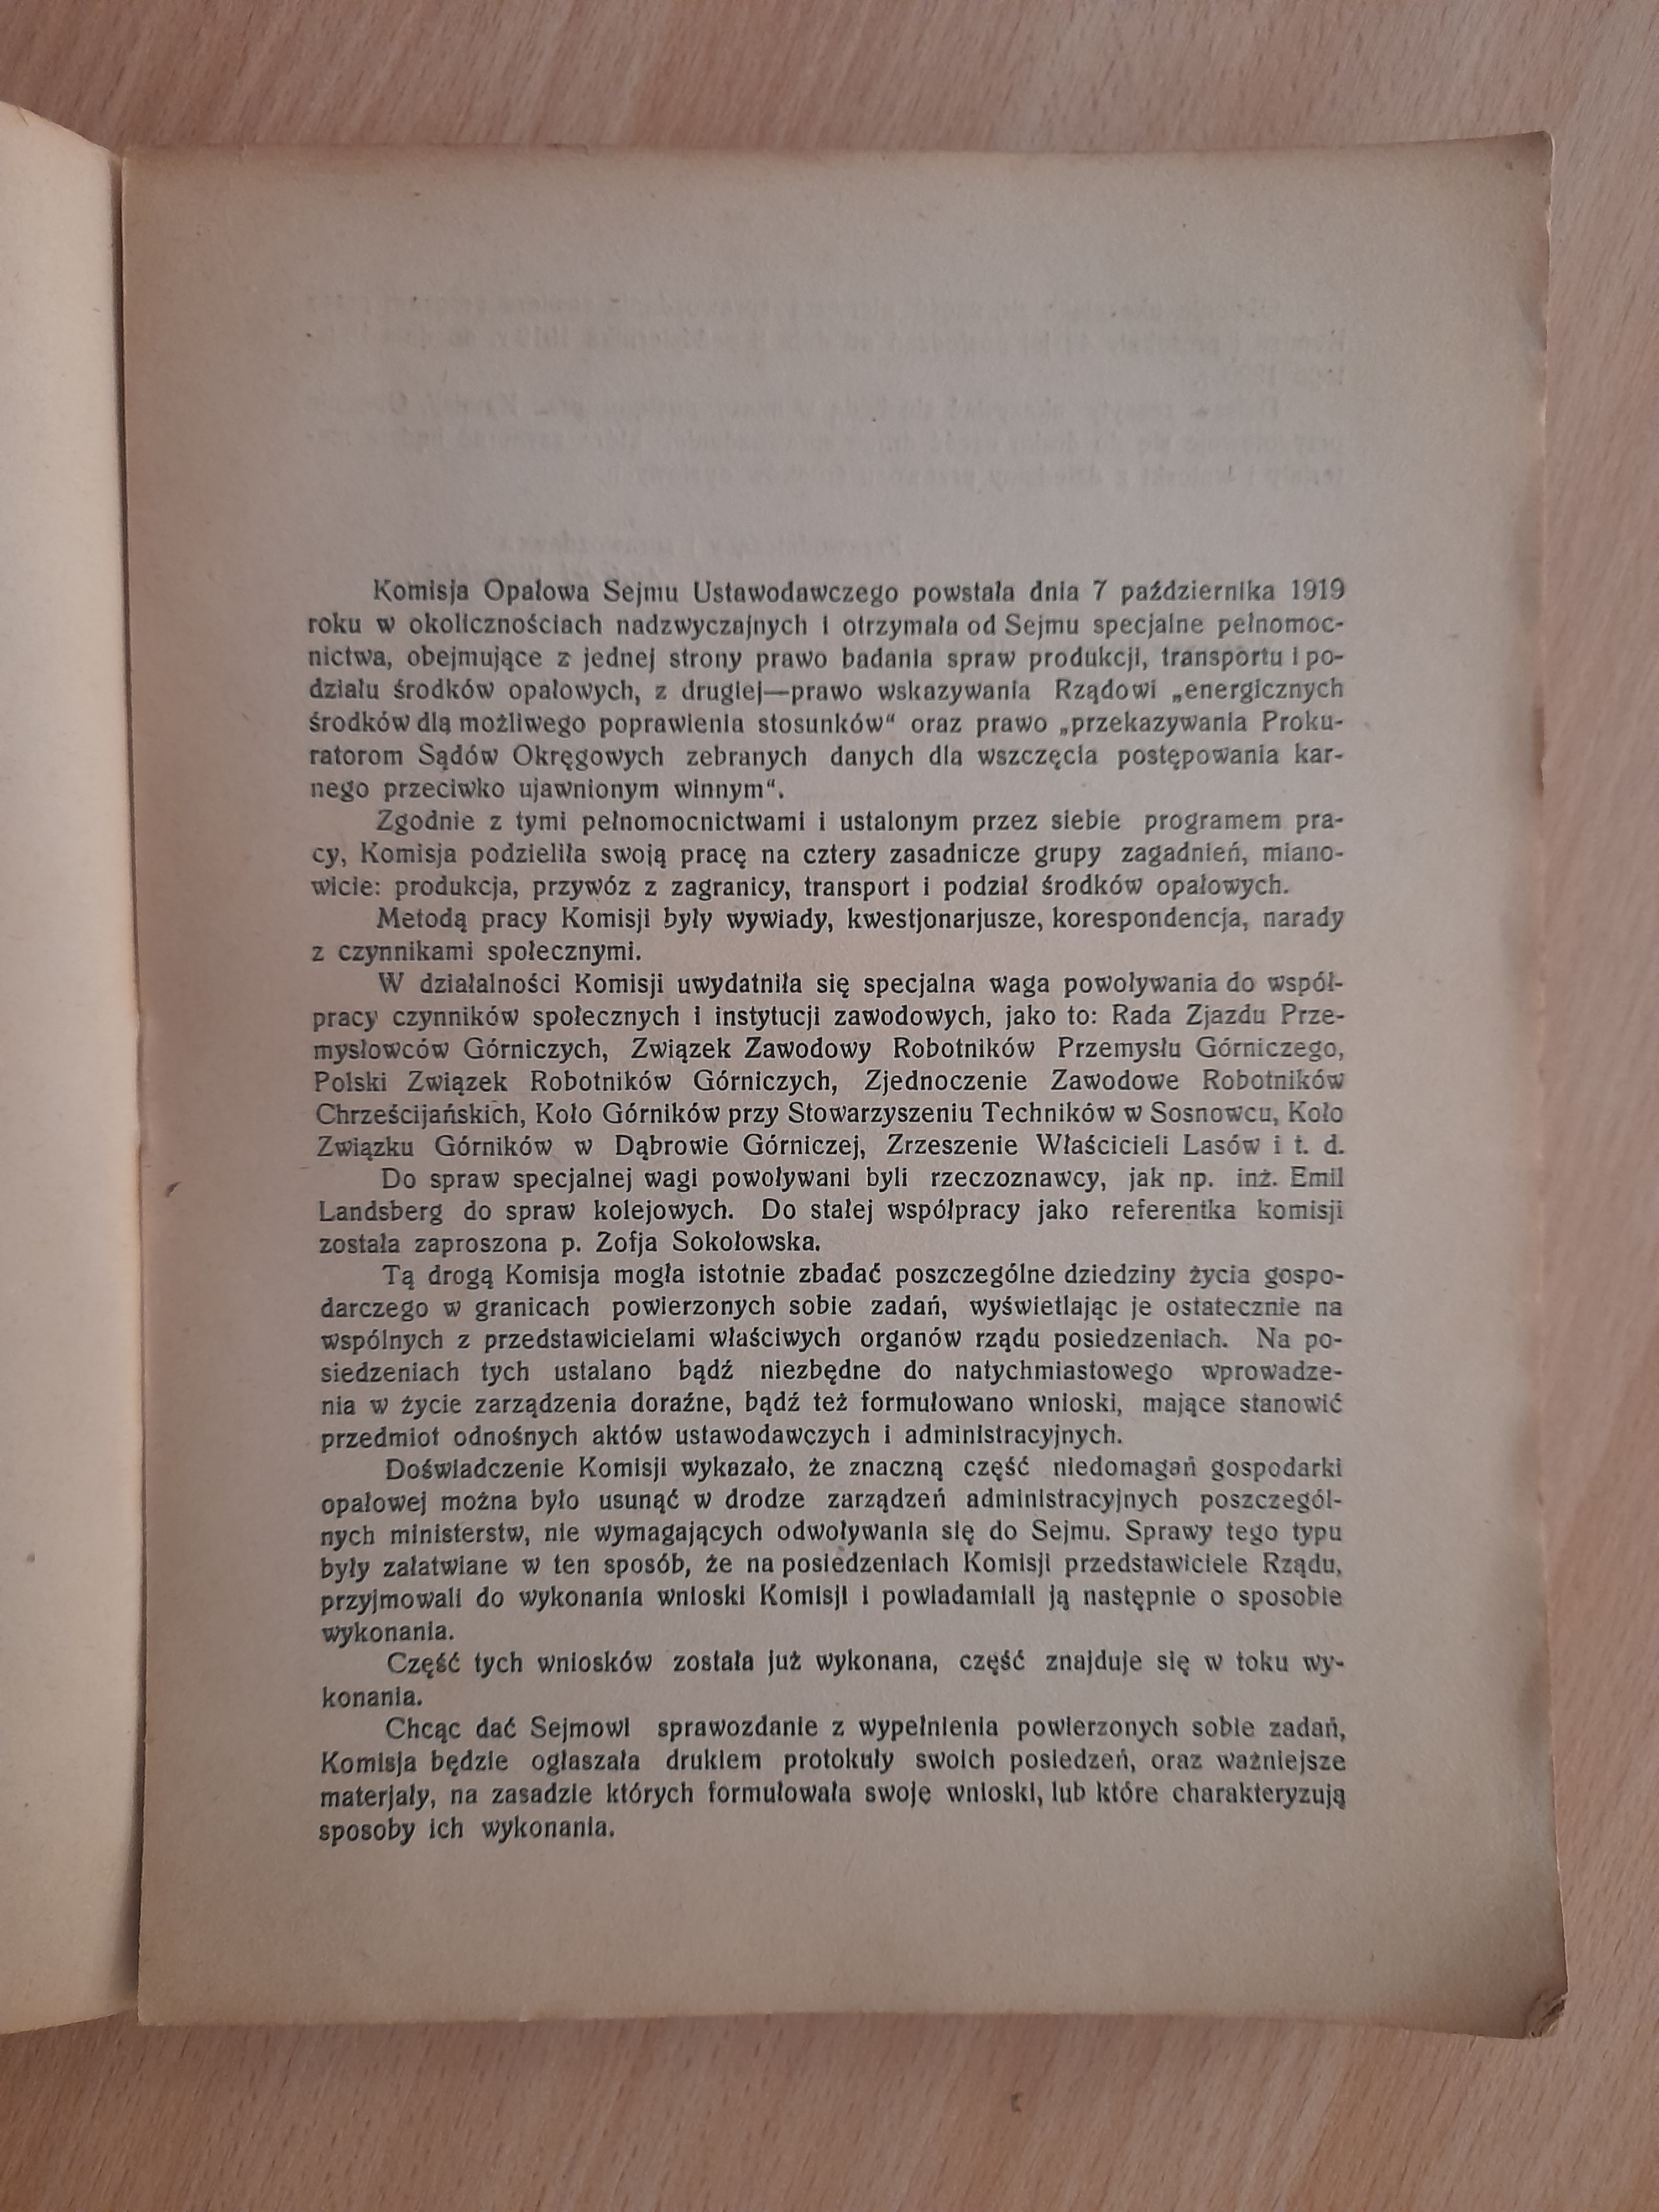 Komisja Opałowa Sejmu Ustawodawczego powstała dnia 7 października 1919
roku w okolicznościach nadzwyczajnych i otrzymała od Sejmu specjalne pełnomoc-
nictwa, obejmujące z jednej strony prawo badania spraw produkcji, transportu i po-
działu środków opałowych, z drugiej—prawo wskazywania Rządowi „energicznych
środków dla możliwego poprawienia stosunków“ oraz prawo „przekazywania Proku-
ratorom Sądów Okręgowych zebranych danych dla wszczęcia postępowania kar-
nego przeciwko ujawnionym winnym“.
Zgodnie z tymi pełnomocnictwami i ustalonym przez siebie programem pra-
cy, Komisja podzieliła swoją pracę na cztery zasadnicze grupy zagadnień, miano-
wicie: produkcja, przywóz z zagranicy, transport i podział środków opałowych.
Metodą pracy Komisji były wywiady, kwestjonarjusze, korespondencja, narady
z czynnikami społecznymi.
W działalności Komisji uwydatniła się specjalna waga powoływania do współ-
pracy czynników społecznych i instytucji zawodowych, jako to: Rada Zjazdu Prze-
mysłowców Górniczych, Związek Zawodowy Robotników Przemysłu Górniczego,
Polski Związek Robotników Górniczych, Zjednoczenie Zawodowe Robotników
Chrześcijańskich, Koło Górników przy Stowarzyszeniu Techników w Sosnowcu, Koło
Związku Górników w Dąbrowie Górniczej, Zrzeszenie Właścicieli Lasów i t. d.
Do spraw specjalnej wagi powoływani byli rzeczoznawcy, jak np. inż. Emil
Landsberg do spraw kolejowych. Do stałej współpracy jako referentka komisji
została zaproszona p. Zofja Sokołowska.
Tą drogą Komisja mogła istotnie zbadać poszczególne dziedziny życia gospo-
darczego w granicach powierzonych sobie zadań, wyświetlając je ostatecznie na
wspólnych z przedstawicielami właściwych organów rządu posiedzeniach. Na po-
siedzeniach tych ustalano bądź niezbędne do natychmiastowego wprowadze-
nia w życie zarządzenia doraźne, bądź też formułowano wnioski, mające stanowić
przedmiot odnośnych aktów ustawodawczych i administracyjnych.
Doświadczenie Komisji wykazało, że znaczną część niedomagań gospodarki
opałowej można było usunąć w drodze zarządzeń administracyjnych poszczegól-
nych ministerstw, nie wymagających odwoływania się do Sejmu. Sprawy tego typu
były załatwiane w ten sposób, że na posiedzeniach Komisji przedstawiciele Rządu,
przyjmowali do wykonania wnioski Komisji i powiadamiali ją następnie o sposobie
wykonania.
Część tych wniosków została już wykonana, część znajduje się w toku wy-
konania.
Chcąc dać Sejmowi sprawozdanie z wypełnienia powierzonych sobie zadań,
Komisja będzie ogłaszała drukiem protokuły swoich posiedzeń, oraz ważniejsze
materjały, na zasadzie których formułowała swoje wnioski, lub które charakteryzują
sposoby ich wykonania.